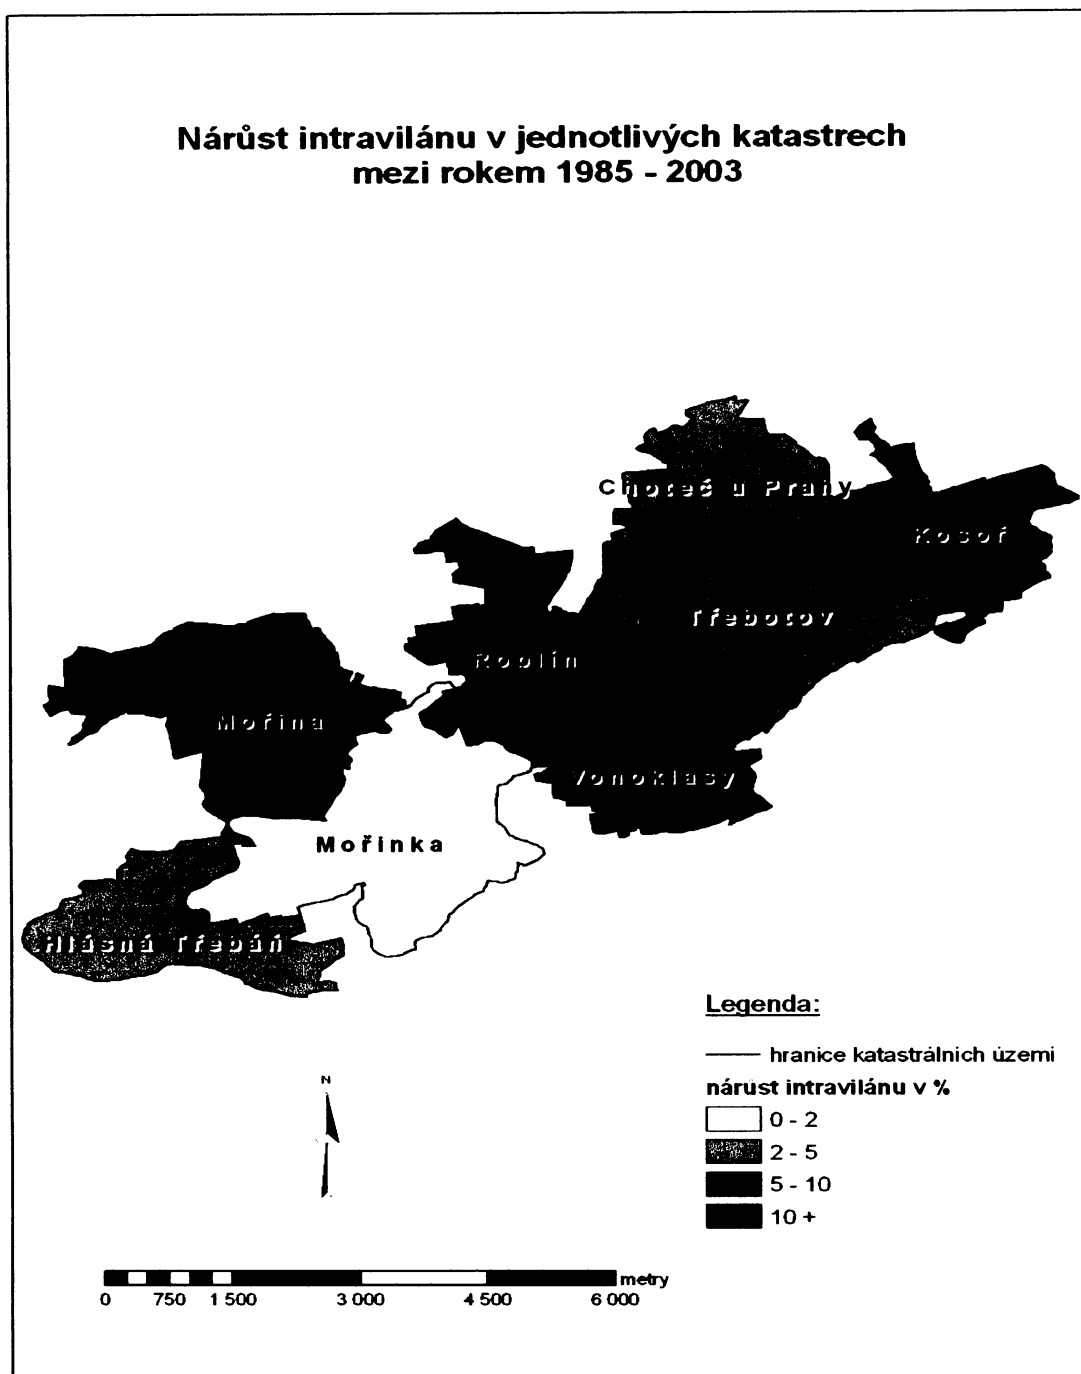 Nárůst intravilánu v jednotlivých katastrech
mezi rokem 1985 - 2003
Choteč u Prahy
Kosoř
Třebotov
Roblín
Mořina
Vonoklasy
Mořinka
Hlásná Třebáň
Legenda:
hranice katastrálních území
nárůst intravilánu v %
0 - 2
2 - 5
5 - 10
10 +
N
metry
0 750 1 500 3 000 4 500 6 000